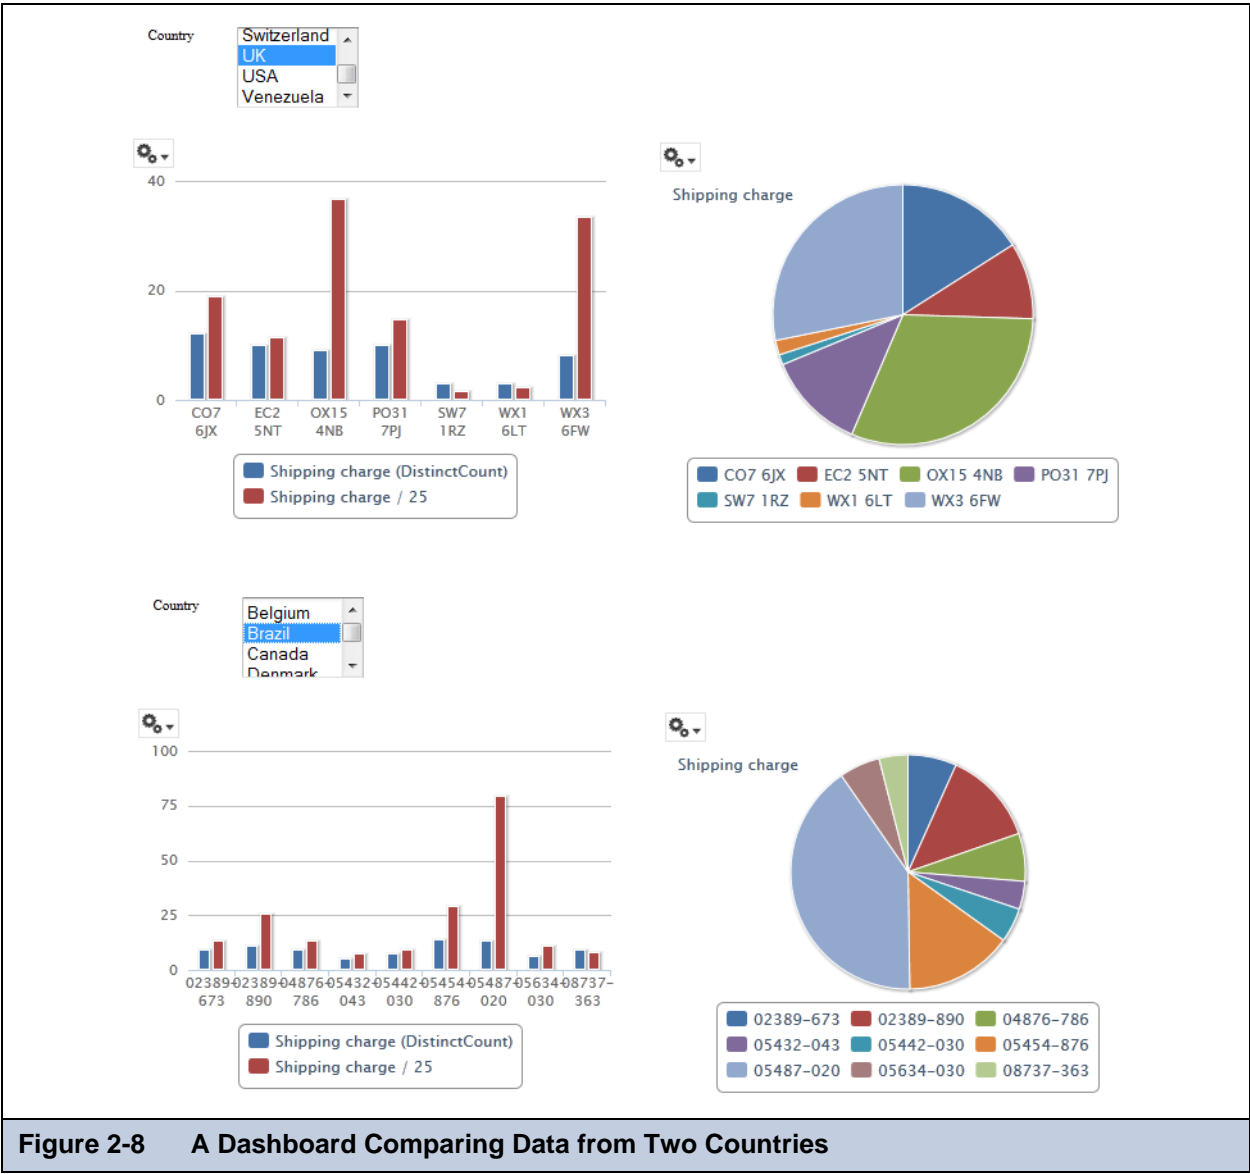 Country
Switzerland
UK
USA
Venezuela
40
20
0
CO7 6JX
EC2 5NT
OX15 4NB
PO31 7PJ
SW7 1RZ
WX1 6LT
WX3 6FW
Shipping charge (DistinctCount)
Shipping charge / 25
Shipping charge
CO7 6JX EC2 5NT OX15 4NB PO31 7PJ
SW7 1RZ WX1 6LT WX3 6FW
Country
Belgium
Brazil
Canada
Denmark
100
75
50
25
0
02389-673
02389-890
04876-786
05432-043
05442-030
05454-876
05487-020
05634-030
08737-363
Shipping charge (DistinctCount)
Shipping charge / 25
Shipping charge
02389-673 02389-890 04876-786
05432-043 05442-030 05454-876
05487-020 05634-030 08737-363
Figure 2-8 A Dashboard Comparing Data from Two Countries